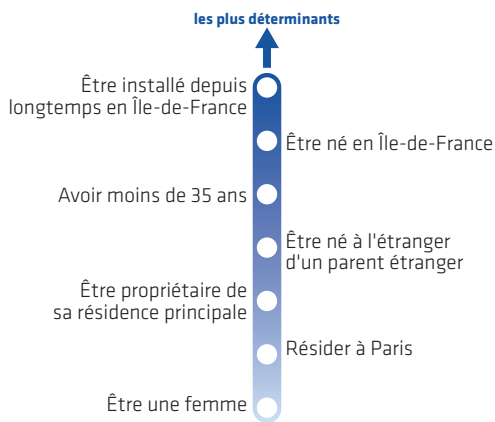 les plus déterminants
Être installé depuis
longtemps en Île-de-France
Être né en Île-de-France
Avoir moins de 35 ans
Être né à l'étranger
d'un parent étranger
Être propriétaire de
sa résidence principale
Résider à Paris
Être une femme